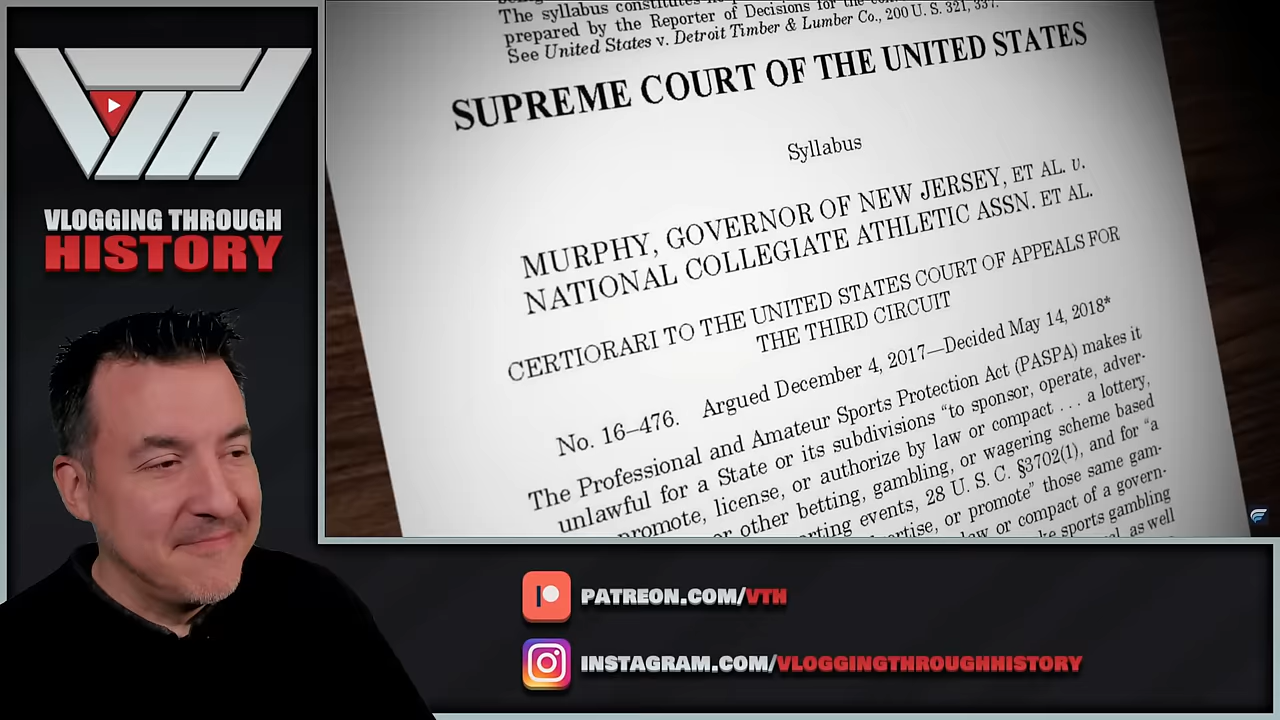 VTH
VLOGGING THROUGH
HISTORY
The syllabus constitutes
prepared by the Reporter of Decisions for the
See United States v. Detroit Timber & Lumber Co., 200 U. S. 321, 337.
SUPREME COURT OF THE UNITED STATES
Syllabus
MURPHY, GOVERNOR OF NEW JERSEY, ET AL. v.
NATIONAL COLLEGIATE ATHLETIC ASSN. ET AL.
CERTIORARI TO THE UNITED STATES COURT OF APPEALS FOR
THE THIRD CIRCUIT
No. 16–476. Argued December 4, 2017—Decided May 14, 2018*
The Professional and Amateur Sports Protection Act (PASPA) makes it
unlawful for a State or its subdivisions “to sponsor, operate, adver-
promote, license, or authorize by law or compact . . . a lottery,
or other betting, gambling, or wagering scheme based
sporting events, 28 U. S. C. §3702(1), and for “a
advertise, or promote” those same gam-
law or compact of a govern-
sports gambling
as well
PATREON.COM/VTH
INSTAGRAM.COM/VLOGGINGTHROUGHHISTORY